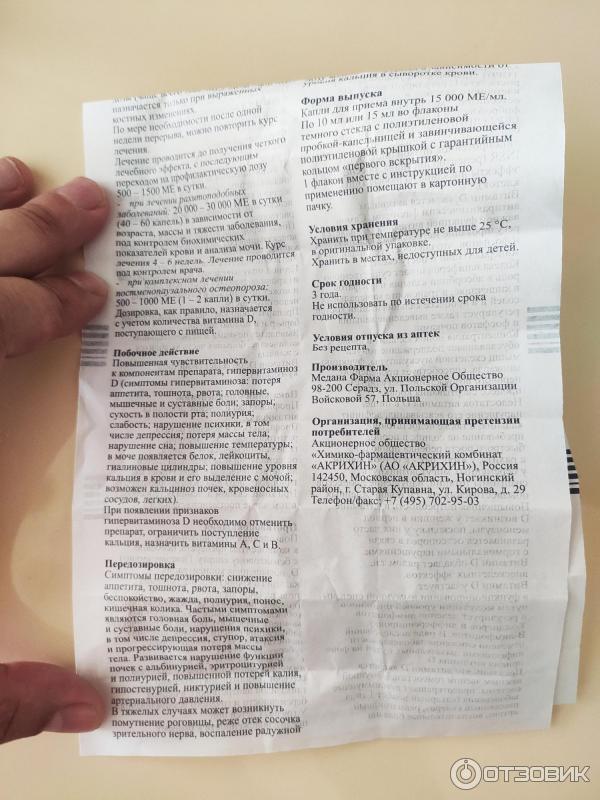 назначается только при выраженных
костных изменениях.
По мере необходимости после одной
недели перерыва, можно повторить курс
лечения.
Лечение проводится до получения четкого
лечебного эффекта, с последующим
переходом на профилактическую дозу
500 – 1500 МЕ в сутки.
- при лечении рахитоподобных
заболеваний: 20 000 – 30 000 МЕ в сутки
(40 – 60 капель) в зависимости от
возраста, массы и тяжести заболевания,
под контролем биохимических
показателей крови и анализа мочи. Курс
лечения 4 – 6 недель. Лечение проводится
под контролем врача.
- при комплексном лечении
постменопаузального остеопороза:
500 – 1000 МЕ (1 – 2 капли) в сутки.
Дозировка, как правило, назначается
с учетом количества витамина D,
поступающего с пищей.
Побочное действие
Повышенная чувствительность
к компонентам препарата, гипервитаминоз
D (симптомы гипервитаминоза: потеря
аппетита, тошнота, рвота; головные,
мышечные и суставные боли; запоры;
сухость в полости рта; полиурия;
слабость; нарушение психики, в том
числе депрессия; потеря массы тела;
нарушение сна; повышение температуры;
в моче появляется белок, лейкоциты,
гиалиновые цилиндры; повышение уровня
кальция в крови и его выделение с мочой;
возможен кальциноз почек, кровеносных
сосудов, легких).
При появлении признаков
гипервитаминоза D необходимо отменить
препарат, ограничить поступление
кальция, назначить витамины А, С и В.
Передозировка
Симптомы передозировки: снижение
аппетита, тошнота, рвота, запоры,
беспокойство, жажда, полиурия, понос,
кишечная колика. Частыми симптомами
являются головная боль, мышечные
и суставные боли, нарушения психики,
в том числе депрессия, ступор, атаксия
и прогрессирующая потеря массы
тела. Развивается нарушение функции
почек с альбинурией, эритроцитурией
и полиурией, повышенной потерей калия,
гипостенурией, никтурией и повышение
артериального давления.
В тяжелых случаях может возникнуть
помутнение роговицы, реже отек сосочка
зрительного нерва, воспаление радужной
уровня кальция в сыворотке крови.
Форма выпуска
Капли для приема внутрь 15 000 МЕ/мл.
По 10 мл или 15 мл во флаконы
темного стекла с полиэтиленовой
пробкой-капельницей и завинчивающейся
полиэтиленовой крышкой с гарантийным
кольцом «первого вскрытия».
1 флакон вместе с инструкцией по
применению помещают в картонную
пачку.
Условия хранения
Хранить при температуре не выше 25 °С,
в оригинальной упаковке.
Хранить в местах, недоступных для детей.
Срок годности
3 года.
Не использовать по истечении срока
годности.
Условия отпуска из аптек
Без рецепта.
Производитель
Медана Фарма Акционерное Общество
98-200 Серадз, ул. Польской Организации
Войсковой 57, Польша
Организация, принимающая претензии
потребителей
Акционерное общество
«Химико-фармацевтический комбинат
«АКРИХИН» (АО «АКРИХИН»), Россия
142450, Московская область, Ногинский
район, г. Старая Купавна, ул. Кирова, д. 29
Телефон/факс: +7 (495) 702-95-03
ОТЗОВИК